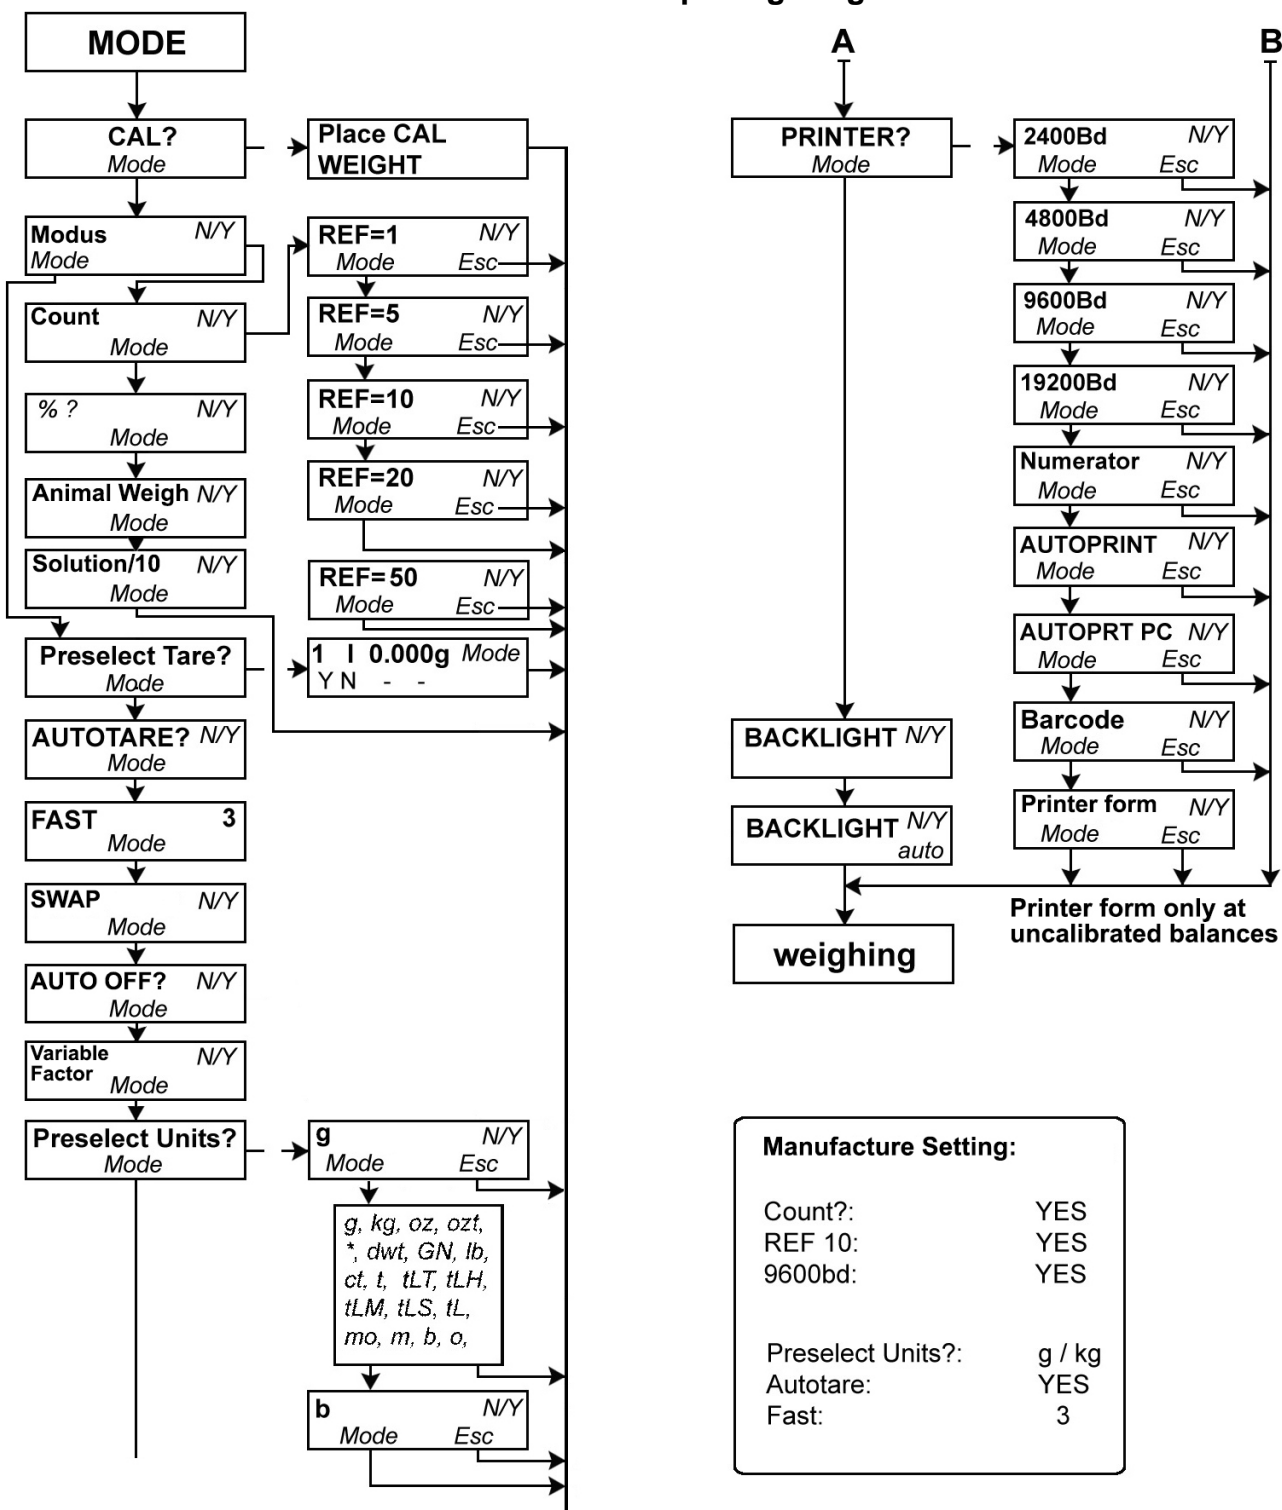 MODE
CAL?
Mode
Place CAL
WEIGHT
Modus N/Y
Mode
REF=1 N/Y
Mode Esc
Count N/Y
Mode
REF=5 N/Y
Mode Esc
% ? N/Y
Mode
REF=10 N/Y
Mode Esc
Animal Weigh N/Y
Mode
REF=20 N/Y
Mode Esc
Solution/10 N/Y
Mode
REF=50 N/Y
Mode Esc
Preselect Tare?
Mode
1 I 0.000g Mode
Y N - -
AUTOTARE? N/Y
Mode
FAST 3
Mode
SWAP N/Y
Mode
AUTO OFF? N/Y
Mode
Variable N/Y
Factor
Mode
Preselect Units?
Mode
g N/Y
Mode Esc
g, kg, oz, ozt,
*, dwt, GN, lb,
ct, t, tLT, tLH,
tLM, tLS, tL,
mo, m, b, o,
b N/Y
Mode Esc
A
B
PRINTER?
Mode
2400Bd N/Y
Mode Esc
4800Bd N/Y
Mode Esc
9600Bd N/Y
Mode Esc
19200Bd N/Y
Mode Esc
Numerator N/Y
Mode Esc
AUTOPRINT N/Y
Mode Esc
AUTOPRT PC N/Y
Mode Esc
Barcode N/Y
Mode Esc
Printer form N/Y
Mode Esc
BACKLIGHT N/Y
BACKLIGHT N/Y
auto
Printer form only at
uncalibrated balances
weighing
Manufacture Setting:
Count?: YES
REF 10: YES
9600bd: YES
Preselect Units?: g / kg
Autotare: YES
Fast: 3